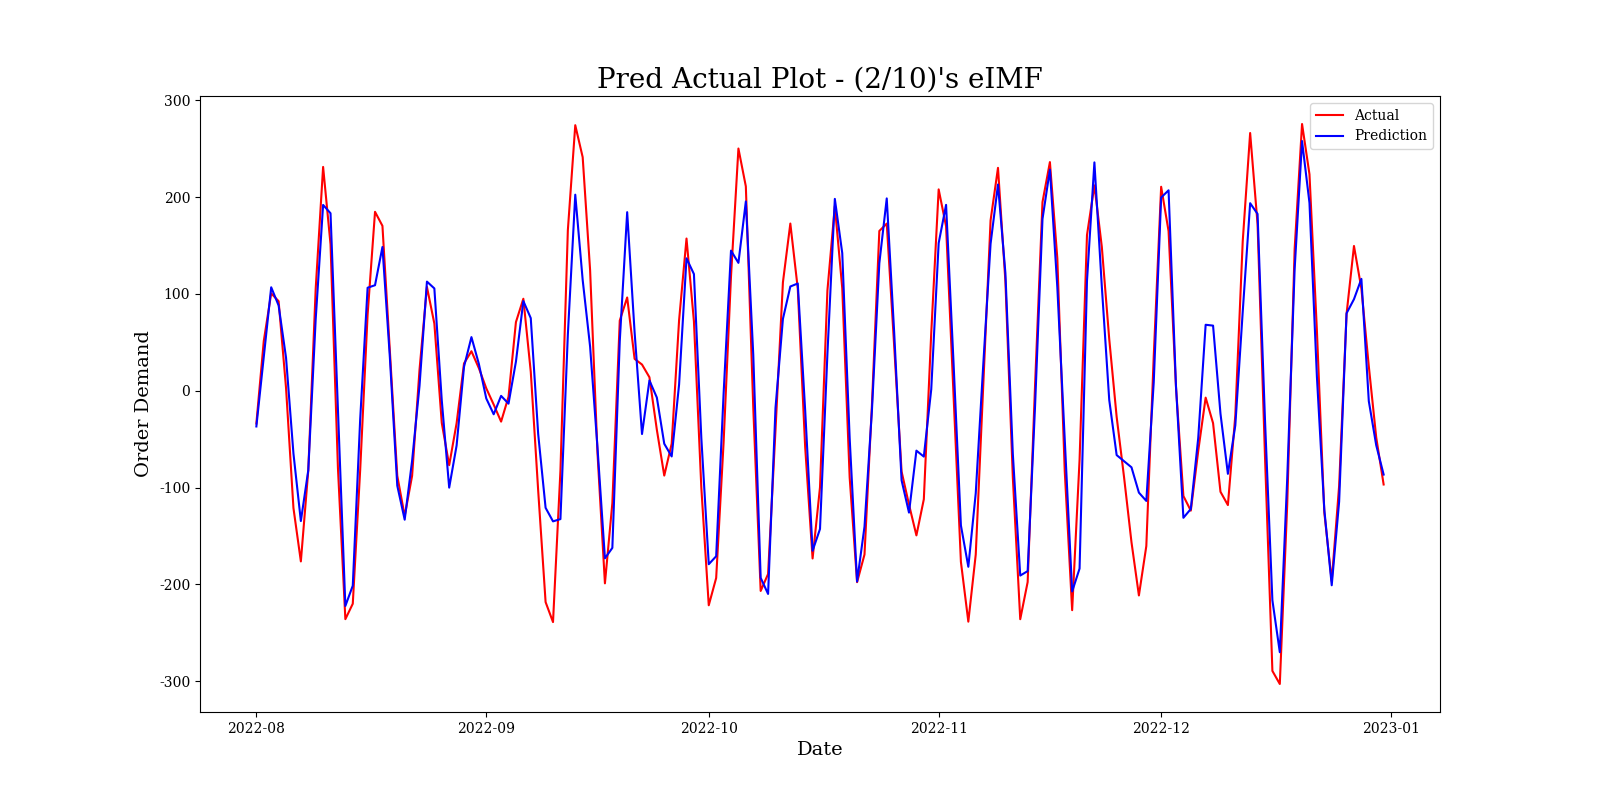 Pred Actual Plot - (2/10)'s eIMF
Actual
Prediction
Order Demand
300
200
100
0
-100
-200
-300
2022-08
2022-09
2022-10
2022-11
2022-12
2023-01
Date